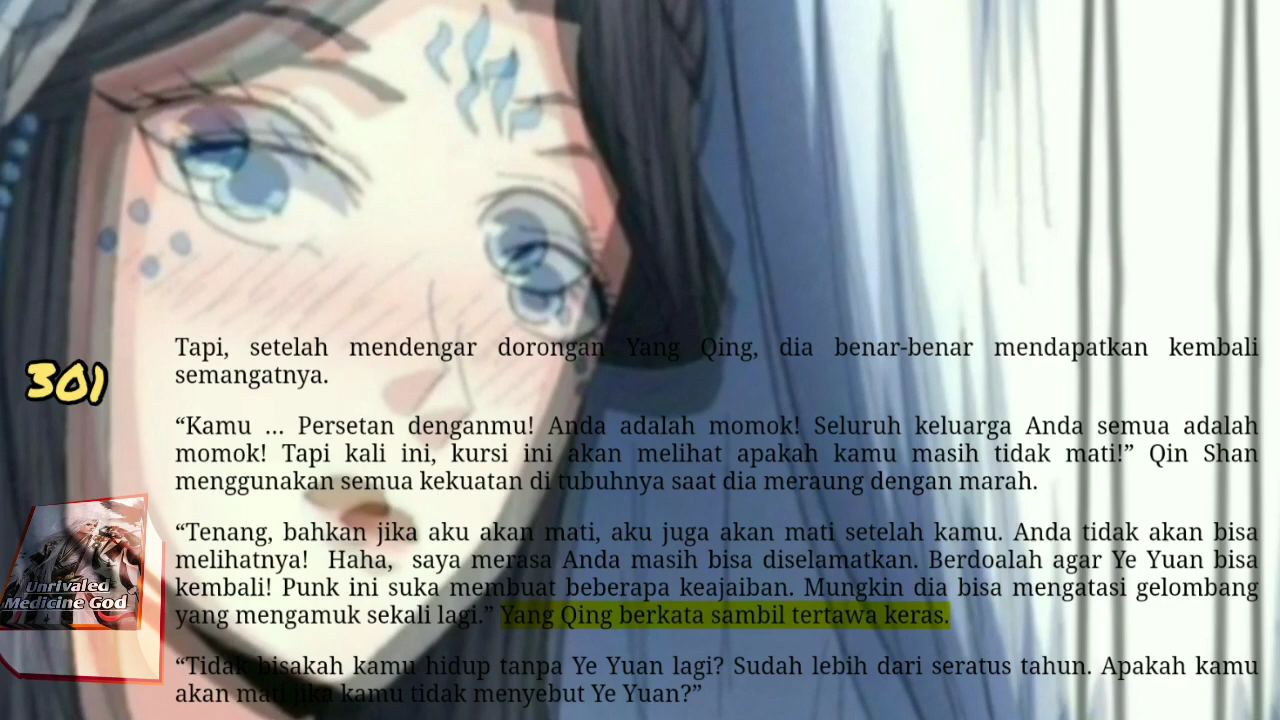 Tapi, setelah mendengar dorongan Yang Qing, dia benar-benar mendapatkan kembali
semangatnya.
“Kamu ... Persetan denganmu! Anda adalah momok! Seluruh keluarga Anda semua adalah
momok! Tapi kali ini, kursi ini akan melihat apakah kamu masih tidak mati!” Qin Shan
menggunakan semua kekuatan di tubuhnya saat dia meraung dengan marah.
“Tenang, bahkan jika aku akan mati, aku juga akan mati setelah kamu. Anda tidak akan bisa
melihatnya! Haha, saya merasa Anda masih bisa diselamatkan. Berdoalah agar Ye Yuan bisa
kembali! Punk ini suka membuat beberapa keajaiban. Mungkin dia bisa mengatasi gelombang
yang mengamuk sekali lagi.” Yang Qing berkata sambil tertawa keras.
“Tidak bisakah kamu hidup tanpa Ye Yuan lagi? Sudah lebih dari seratus tahun. Apakah kamu
akan mati jika kamu tidak menyebut Ye Yuan?”
301
Unrivaled
Medicine God